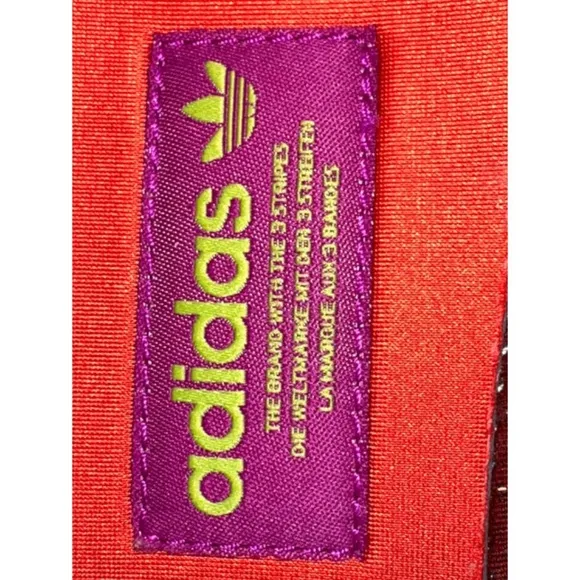 adidas
THE BRAND WITH THE 3 STRIPES
DIE WELTMARKE MIT DEN 3 STREIFEN
LA MARQUE AUX 3 BANDES